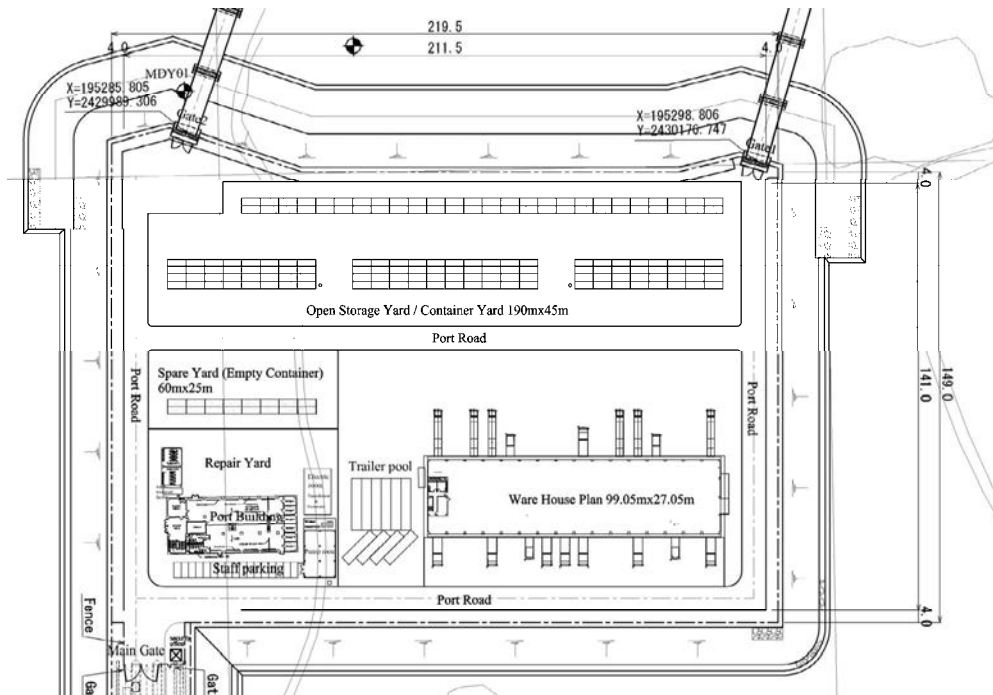 219.5
4.0
211.5
4.0
MDY01
X=195285.805
Y=2429989.306
Gate2
X=195298.806
Y=2430176.747
Gate1
4.0
Open Storage Yard / Container Yard 190mx45m
Port Road
Spare Yard (Empty Container)
60mx25m
Port Road
Port Road
141.0
149.0
Repair Yard
Trailer pool
Ware House Plan 99.05mx27.05m
Port Building
Staff parking
Port Road
4.0
Fence
Main Gate